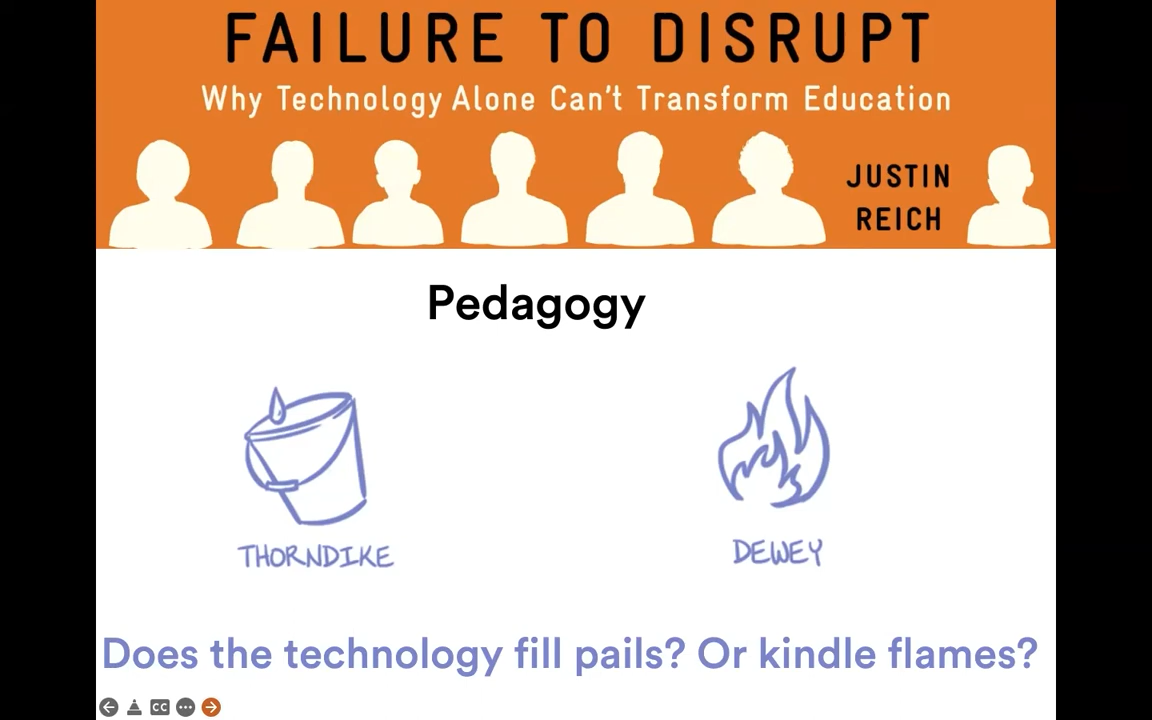 FAILURE TO DISRUPT
Why Technology Alone Can't Transform Education
JUSTIN
REICH
Pedagogy
THORNDIKE
DEWEY
Does the technology fill pails? Or kindle flames?
CC